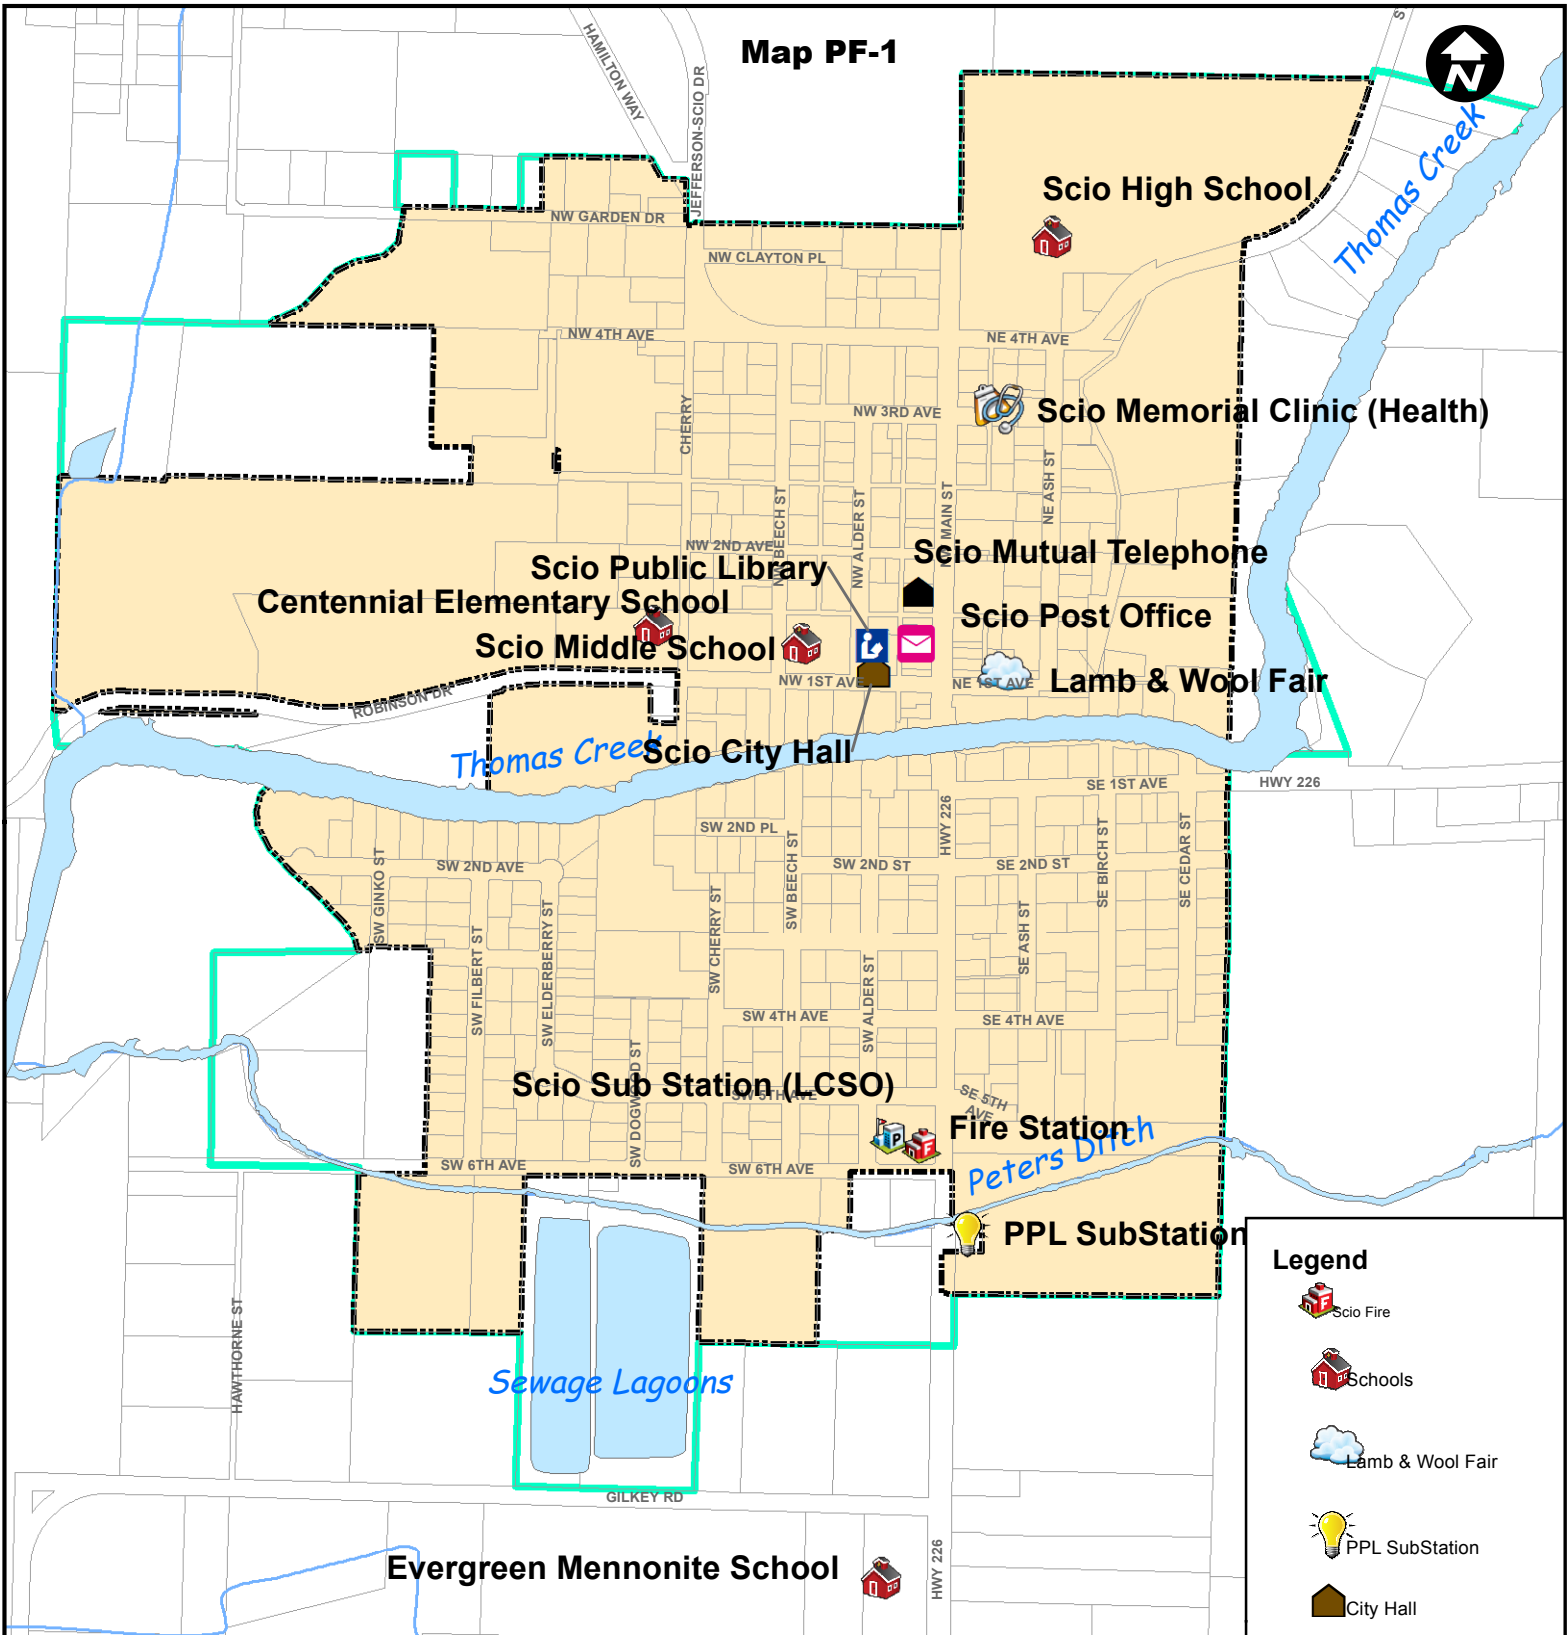 Map PF-1
N
HAMILTON WAY
JEFFERSON-SCIO DR
Thomas Creek
Scio High School
NW GARDEN DR
NW CLAYTON PL
NW 4TH AVE
NE 4TH AVE
CHERRY
NW 3RD AVE
Scio Memorial Clinic (Health)
NE ASH ST
NW BEECH ST
NW ALDER ST
NW MAIN ST
NW 2ND AVE
Scio Mutual Telephone
Scio Public Library
Centennial Elementary School
Scio Post Office
Scio Middle School
NW 1ST AVE
NE 1ST AVE
Lamb & Wool Fair
ROBINSON DR
Thomas Creek
Scio City Hall
SE 1ST AVE
HWY 226
HWY 226
SW 2ND PL
SW 2ND AVE
SW 2ND ST
SE 2ND ST
SW GINKO ST
SW BEECH ST
SE BIRCH ST
SE CEDAR ST
SW FILBERT ST
SW ELDERBERRY ST
SW CHERRY ST
SW ALDER ST
SE ASH ST
SW 4TH AVE
SE 4TH AVE
SW DOGWOOD ST
Scio Sub Station (LCSO)
SW 5TH AVE
SE 5TH
AVE
P
F
Fire Station
Peters Ditch
SW 6TH AVE
SW 6TH AVE
PPL SubStation
Legend
F
Scio Fire
Schools
Lamb & Wool Fair
PPL SubStation
City Hall
HAWTHORNE ST
Sewage Lagoons
GILKEY RD
Evergreen Mennonite School
HWY 226